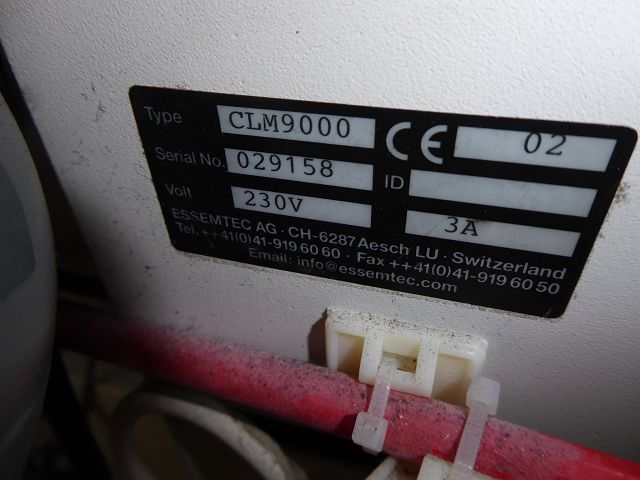 Type CLM9000 CE 02
Serial No. 029158 ID
Volt 230V 3A
ESSEMTEC AG · CH-6287 Aesch LU · Switzerland
Tel.++41(0)41-919 60 60 · Fax ++41(0)41-919 60 50
Email: info@essemtec.com